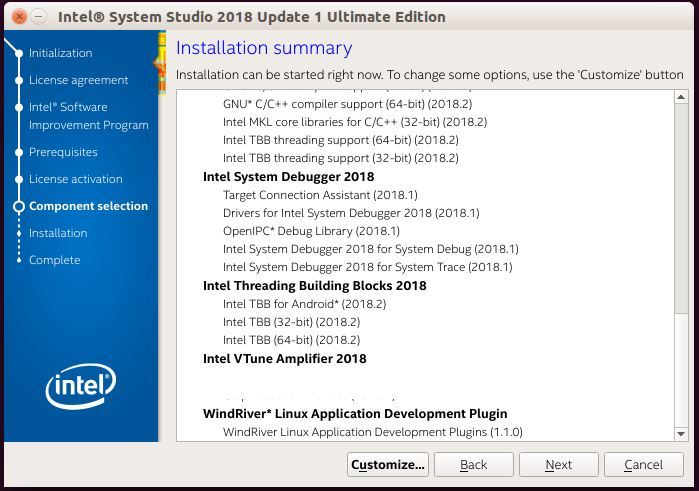 Intel® System Studio 2018 Update 1 Ultimate Edition
Initialization
License agreement
Intel® Software
Improvement Program
Prerequisites
License activation
Component selection
Installation
Complete
intel®
Installation summary
Installation can be started right now. To change some options, use the 'Customize' button
GNU* C/C++ compiler support (64-bit) (2018.2)
Intel MKL core libraries for C/C++ (32-bit) (2018.2)
Intel TBB threading support (64-bit) (2018.2)
Intel TBB threading support (32-bit) (2018.2)
Intel System Debugger 2018
Target Connection Assistant (2018.1)
Drivers for Intel System Debugger 2018 (2018.1)
OpenIPC* Debug Library (2018.1)
Intel System Debugger 2018 for System Debug (2018.1)
Intel System Debugger 2018 for System Trace (2018.1)
Intel Threading Building Blocks 2018
Intel TBB for Android* (2018.2)
Intel TBB (32-bit) (2018.2)
Intel TBB (64-bit) (2018.2)
Intel VTune Amplifier 2018
WindRiver* Linux Application Development Plugin
WindRiver Linux Application Development Plugins (1.1.0)
Customize...
Back
Next
Cancel